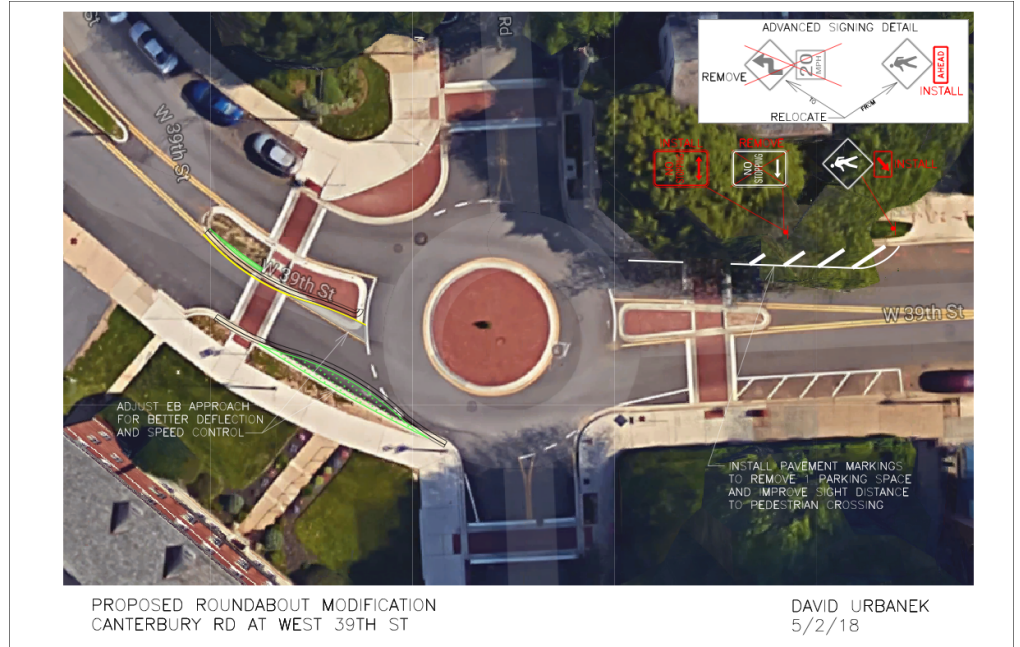 ADVANCED SIGNING DETAIL
20
MPH
AHEAD
REMOVE
INSTALL
TO
FROM
RELOCATE
St
Rd
W 39th St
INSTALL
REMOVE
NO
STOPPING
INSTALL
W 39th St
W 39th St
ADJUST EB APPROACH
FOR BETTER DEFLECTION
AND SPEED CONTROL
INSTALL PAVEMENT MARKINGS
TO REMOVE 1 PARKING SPACE
AND IMPROVE SIGHT DISTANCE
TO PEDESTRIAN CROSSING
PROPOSED ROUNDABOUT MODIFICATION
CANTERBURY RD AT WEST 39TH ST
DAVID URBANEK
5/2/18